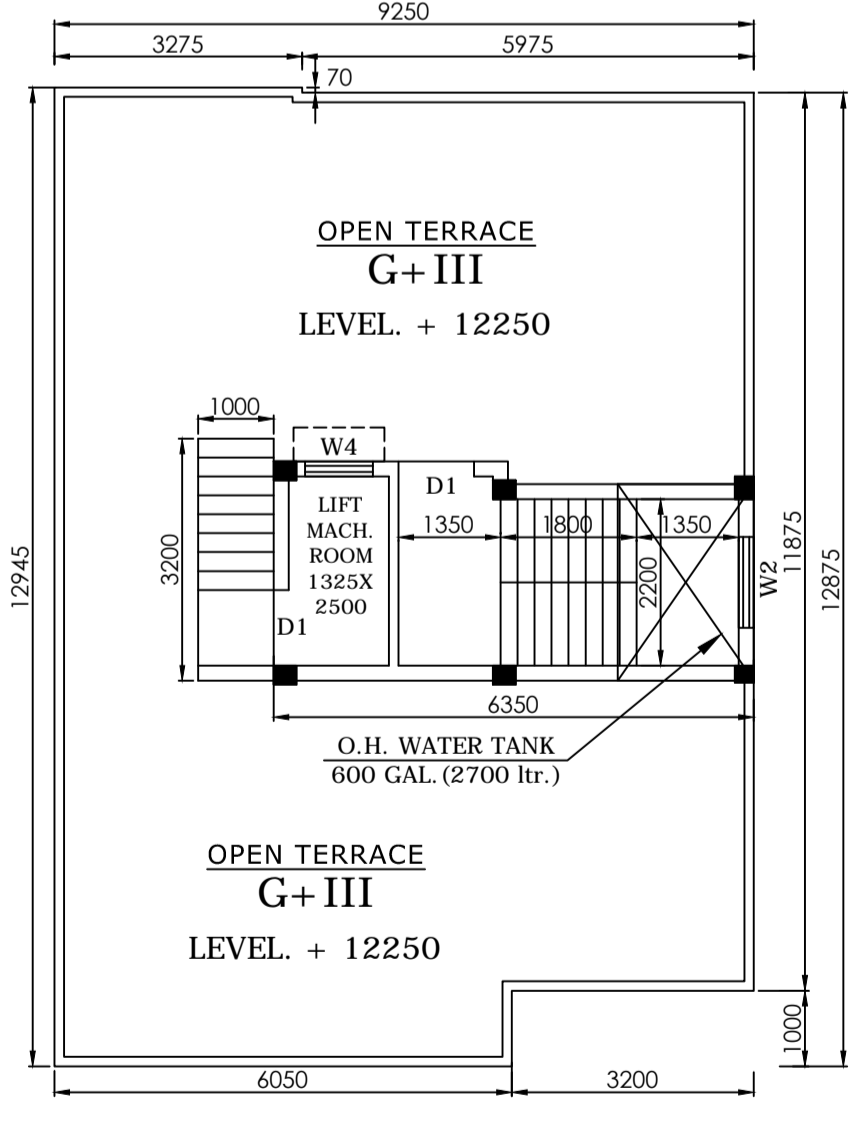 9250
3275
5975
70
OPEN TERRACE
G+III
LEVEL. + 12250
1000
W4
D1
LIFT
MACH.
ROOM
1325X
2500
1350
1800
1350
3200
2200
W2
11875
12875
12945
D1
6350
O.H. WATER TANK
600 GAL. (2700 ltr.)
OPEN TERRACE
G+III
LEVEL. + 12250
1000
6050
3200